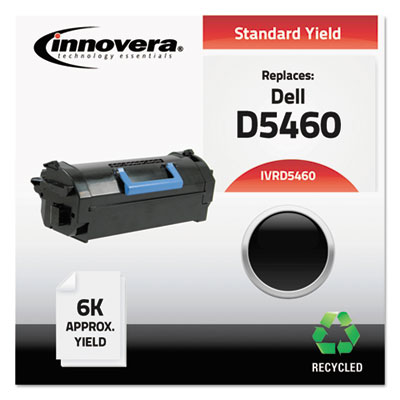 innovera
technology essentials
Standard Yield
Replaces:
Dell
D5460
IVRD5460
6K
APPROX.
YIELD
RECYCLED